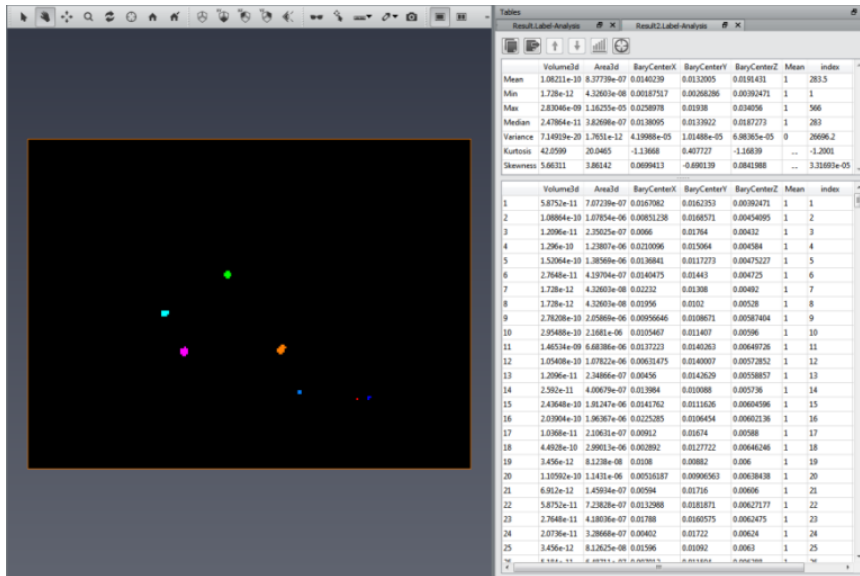 Tables
Result.Label-Analysis Result2.Label-Analysis
Volume3d Area3d BaryCenterX BaryCenterY BaryCenterZ Mean index
Mean 1.08211e-10 8.37739e-07 0.0140239 0.0132005 0.0191431 1 283.5
Min 1.728e-12 4.32603e-08 0.00187517 0.00268286 0.00392471 1 1
Max 2.83046e-09 1.16255e-05 0.0258978 0.01938 0.034056 1 566
Median 2.47864e-11 3.82698e-07 0.0138095 0.0133922 0.0187273 1 283
Variance 7.14919e-20 1.7651e-12 4.19988e-05 1.01488e-05 6.98365e-05 0 26696.2
Kurtosis 42.0599 20.0465 -1.13668 0.407727 -1.16839 ... -1.2001
Skewness 5.66311 3.86142 0.0699413 -0.690139 0.0841988 ... 3.31693e-05
Volume3d Area3d BaryCenterX BaryCenterY BaryCenterZ Mean index
1 5.8752e-11 7.07239e-07 0.0167082 0.0162353 0.00392471 1 1
2 1.08864e-10 1.07854e-06 0.00851238 0.0168571 0.00454095 1 2
3 1.2096e-11 2.35025e-07 0.0066 0.01764 0.00432 1 3
4 1.296e-10 1.23807e-06 0.0210096 0.015064 0.004584 1 4
5 1.52064e-10 1.38569e-06 0.0136841 0.0117273 0.00475227 1 5
6 2.7648e-11 4.19704e-07 0.0140475 0.01443 0.004725 1 6
7 1.728e-12 4.32603e-08 0.02232 0.01308 0.00492 1 7
8 1.728e-12 4.32603e-08 0.01956 0.0102 0.00528 1 8
9 2.78208e-10 2.05869e-06 0.00956646 0.0108671 0.00587404 1 9
10 2.95488e-10 2.1681e-06 0.0105467 0.011407 0.00596 1 10
11 1.46534e-09 6.68386e-06 0.0137223 0.0140263 0.00649726 1 11
12 1.05408e-10 1.07822e-06 0.00631475 0.0140007 0.00572852 1 12
13 1.2096e-11 2.34866e-07 0.00456 0.0142629 0.00558857 1 13
14 2.592e-11 4.00679e-07 0.013984 0.010088 0.005736 1 14
15 2.43648e-10 1.91247e-06 0.0141762 0.0111626 0.00604596 1 15
16 2.03904e-10 1.96367e-06 0.0225285 0.0106454 0.00602136 1 16
17 1.0368e-11 2.10631e-07 0.00912 0.01674 0.00588 1 17
18 4.4928e-10 2.99013e-06 0.002892 0.0127722 0.00646246 1 18
19 3.456e-12 8.1238e-08 0.0108 0.00882 0.006 1 19
20 1.10592e-10 1.1431e-06 0.00516187 0.00906563 0.00638438 1 20
21 6.912e-12 1.45934e-07 0.00594 0.01716 0.00606 1 21
22 5.8752e-11 7.23828e-07 0.0132988 0.0181871 0.00627177 1 22
23 2.7648e-11 4.18036e-07 0.01788 0.0160575 0.0062475 1 23
24 2.0736e-11 3.28668e-07 0.00402 0.01722 0.00624 1 24
25 3.456e-12 8.12625e-08 0.01596 0.01092 0.0063 1 25